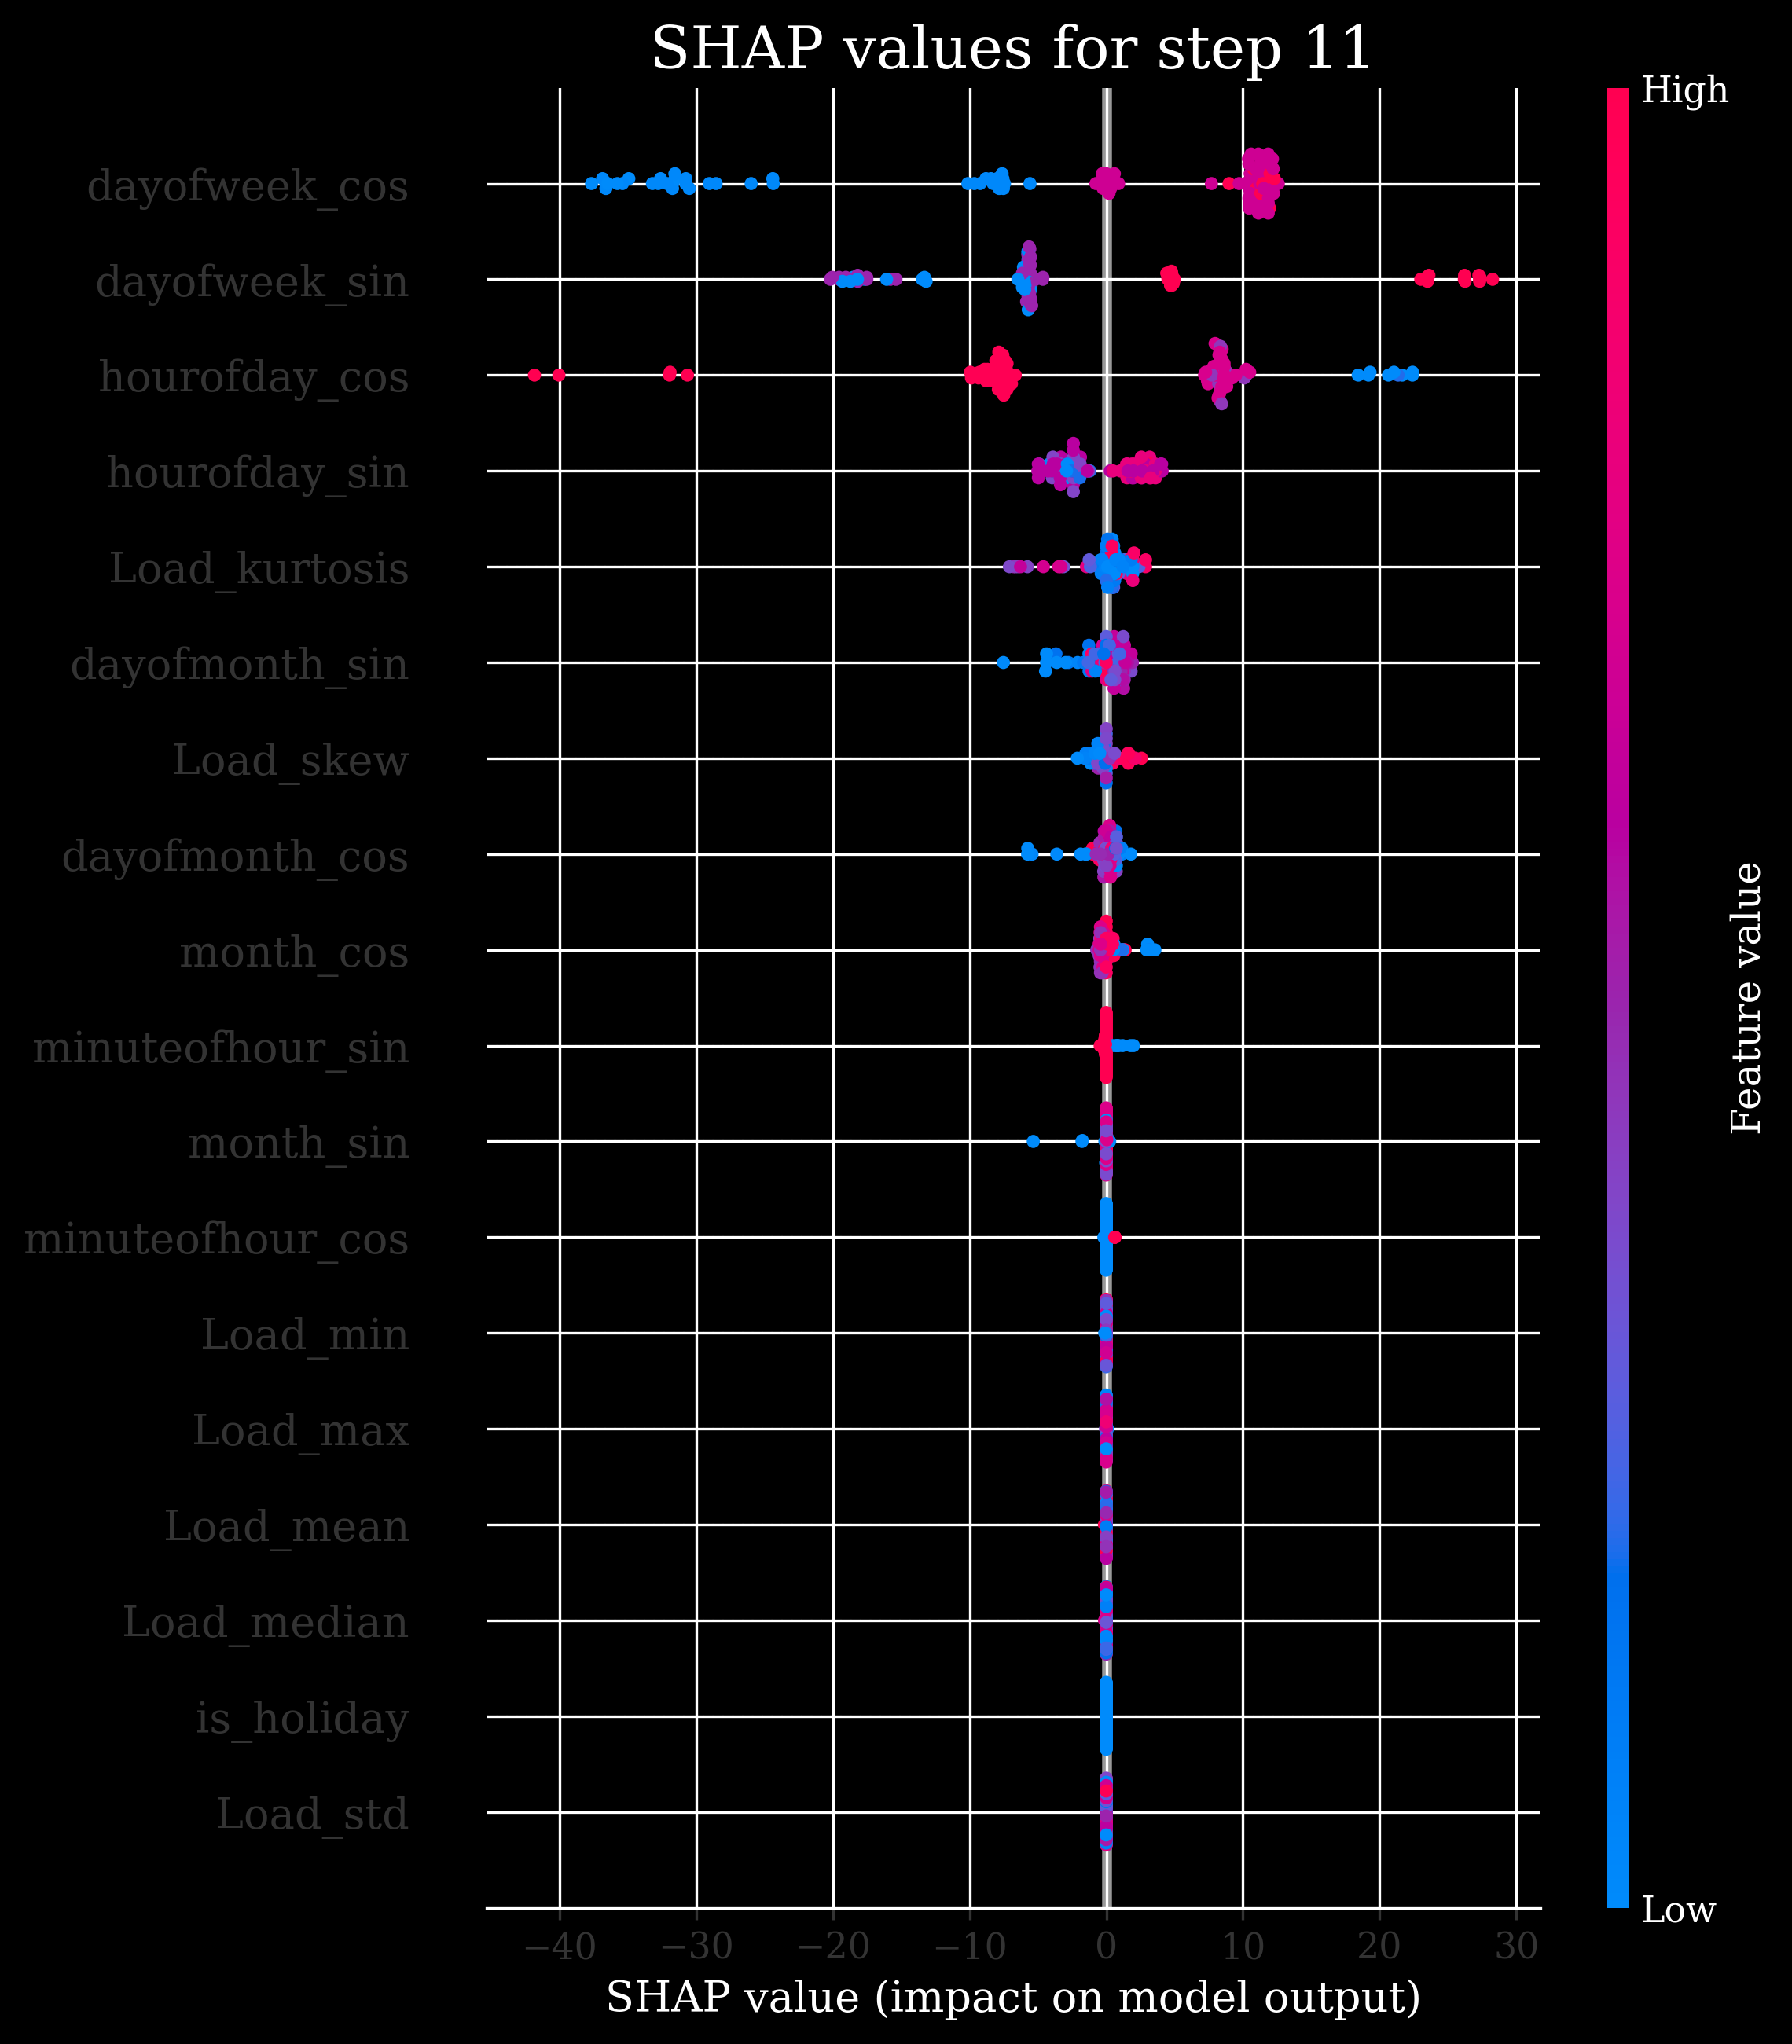 SHAP values for step 11
High
dayofweek_cos
dayofweek_sin
hourofday_cos
hourofday_sin
Load_kurtosis
dayofmonth_sin
Load_skew
dayofmonth_cos
month_cos
minuteofhour_sin
month_sin
minuteofhour_cos
Load_min
Load_max
Load_mean
Load_median
is_holiday
Load_std
Feature value
Low
−40 −30 −20 −10 0 10 20 30
SHAP value (impact on model output)